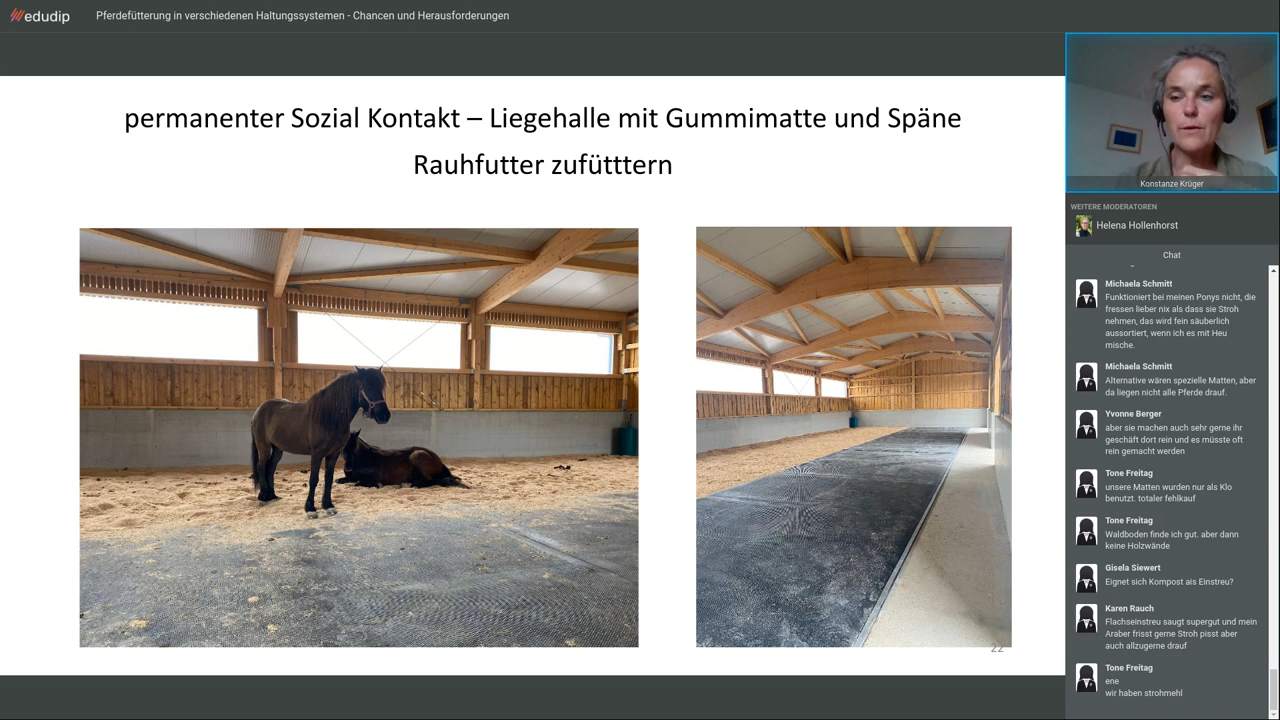 edudip
Pferdefütterung in verschiedenen Haltungssystemen - Chancen und Herausforderungen
permanenter Sozial Kontakt – Liegehalle mit Gummimatte und Späne
Rauhfutter zufütttern
22
Konstanze Krüger
WEITERE MODERATOREN
Helena Hollenhorst
Chat
Michaela Schmitt
Funktioniert bei meinen Ponys nicht, die
fressen lieber nix als dass sie Stroh
nehmen, das wird fein säuberlich
aussortiert, wenn ich es mit Heu
mische.
Michaela Schmitt
Alternative wären spezielle Matten, aber
da liegen nicht alle Pferde drauf.
Yvonne Berger
aber sie machen auch sehr gerne ihr
geschäft dort rein und es müsste oft
rein gemacht werden
Tone Freitag
unsere Matten wurden nur als Klo
benutzt. totaler fehlkauf
Tone Freitag
Waldboden finde ich gut. aber dann
keine Holzwände
Gisela Siewert
Eignet sich Kompost als Einstreu?
Karen Rauch
Flachseinstreu saugt supergut und mein
Araber frisst gerne Stroh pisst aber
auch allzugerne drauf
Tone Freitag
ene
wir haben strohmehl